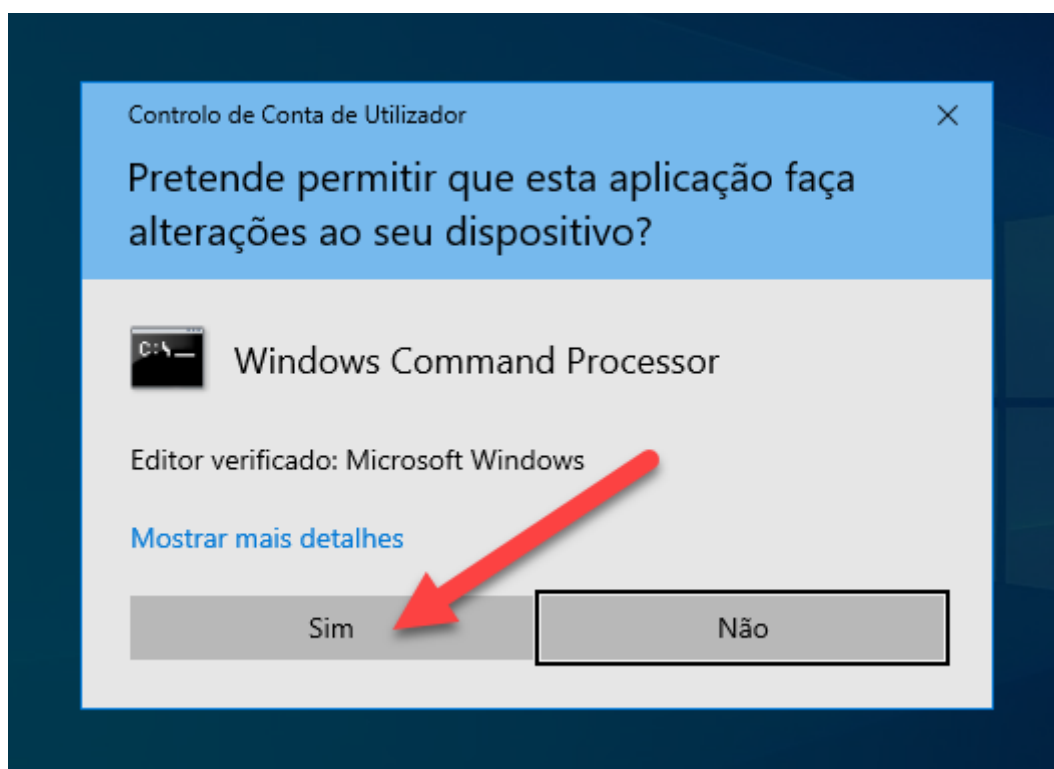 Controlo de Conta de Utilizador
Pretende permitir que esta aplicação faça
alterações ao seu dispositivo?
C:\
Windows Command Processor
Editor verificado: Microsoft Windows
Mostrar mais detalhes
Sim
Não